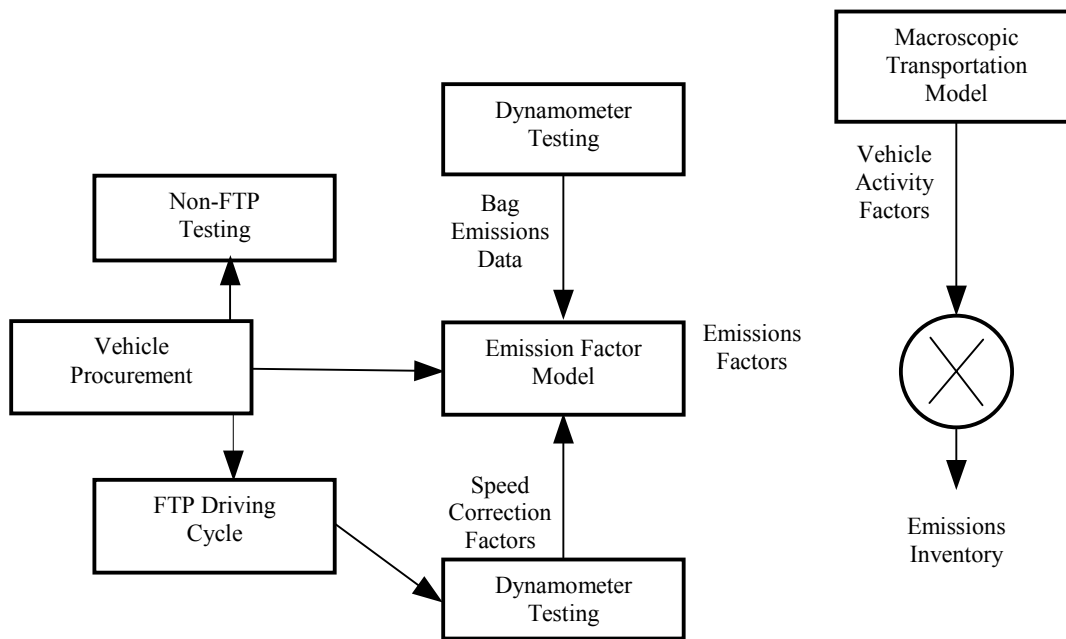 Macroscopic
Transportation
Model
Dynamometer
Testing
Vehicle
Activity
Factors
Non-FTP
Testing
Bag
Emissions
Data
Vehicle
Procurement
Emission Factor
Model
Emissions
Factors
FTP Driving
Cycle
Speed
Correction
Factors
Emissions
Inventory
Dynamometer
Testing